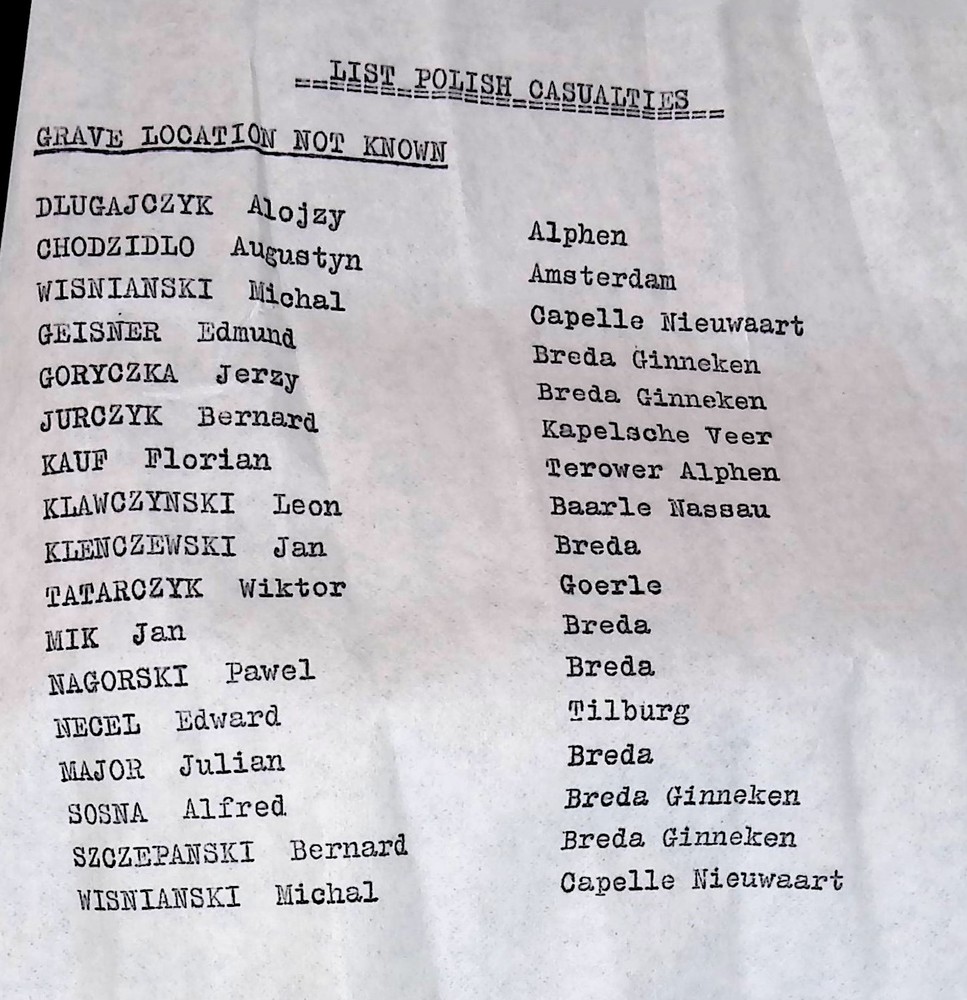 LIST POLISH CASUALTIES
GRAVE LOCATION NOT KNOWN
DLUGAJCZYK Alojzy Alphen
CHODZIDLO Augustyn Amsterdam
WISNIANSKI Michal Capelle Nieuwaart
GEISNER Edmund Breda Ginneken
GORYCZKA Jerzy Breda Ginneken
JURCZYK Bernard Kapelsche Veer
KAUF Florian Terower Alphen
KLAWCZYNSKI Leon Baarle Nassau
KLENCZEWSKI Jan Breda
TATARCZYK Wiktor Goerle
MIK Jan Breda
NAGORSKI Pawel Breda
NECEL Edward Tilburg
MAJOR Julian Breda
SOSNA Alfred Breda Ginneken
SZCZEPANSKI Bernard Breda Ginneken
WISNIANSKI Michal Capelle Nieuwaart